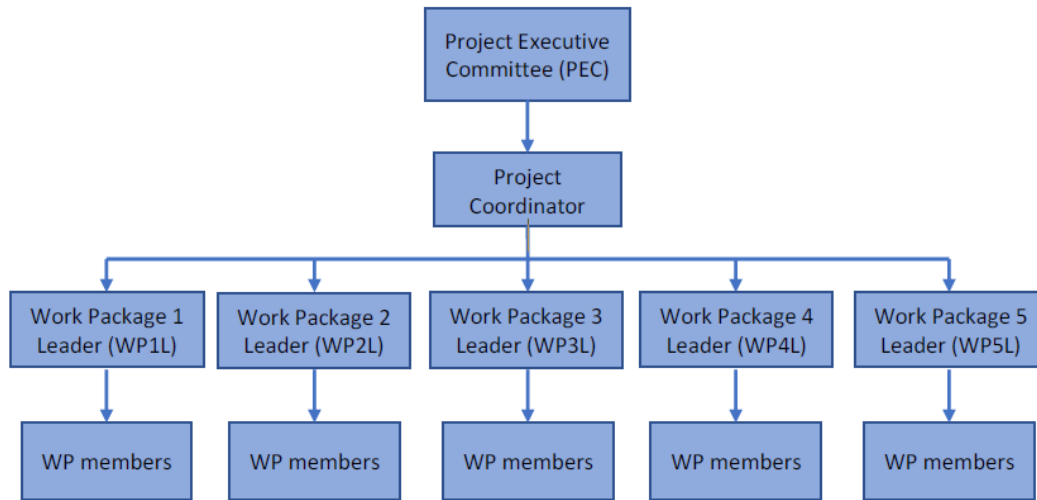 Project Executive
Committee (PEC)
Project
Coordinator
Work Package 1
Leader (WP1L)
Work Package 2
Leader (WP2L)
Work Package 3
Leader (WP3L)
Work Package 4
Leader (WP4L)
Work Package 5
Leader (WP5L)
WP members
WP members
WP members
WP members
WP members